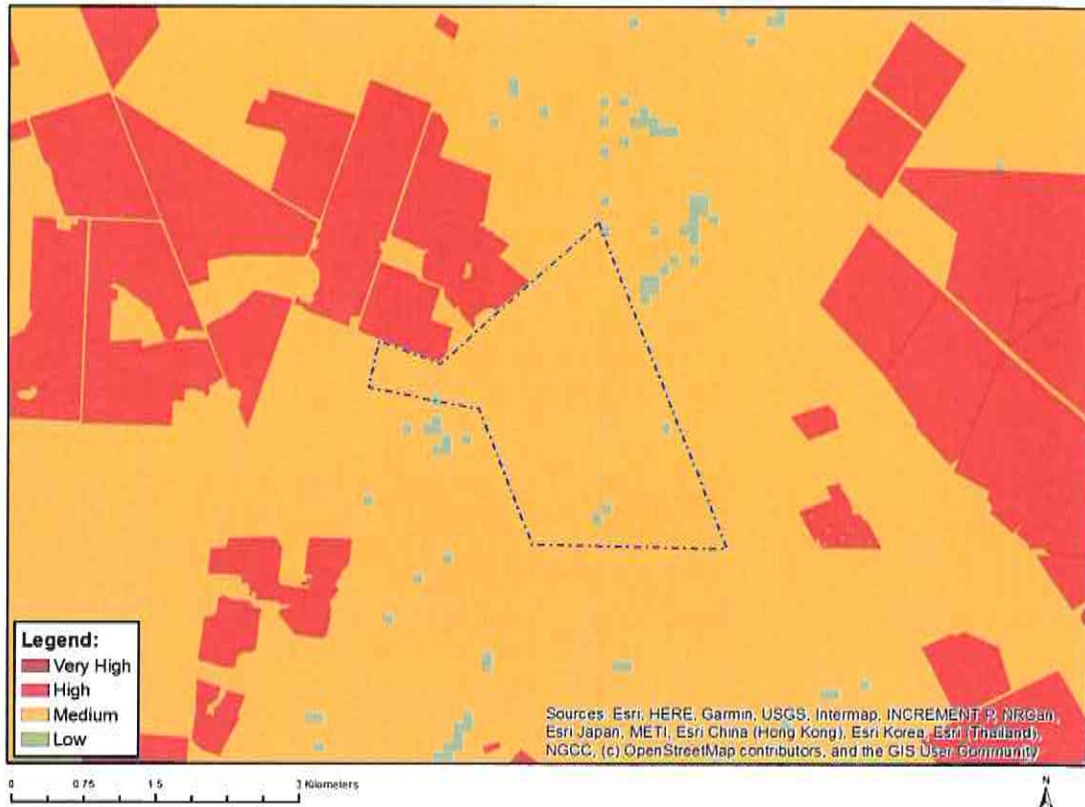 Legend:
Very High
High
Medium
Low
Sources: Esri, HERE, Garmin, USGS, Intermap, INCREMENT P, NRCan,
Esri Japan, METI, Esri China (Hong Kong), Esri Korea, Esri (Thailand),
NGCC, (c) OpenStreetMap contributors, and the GIS User Community
0 0.75 1.5 3 Kilometers
N